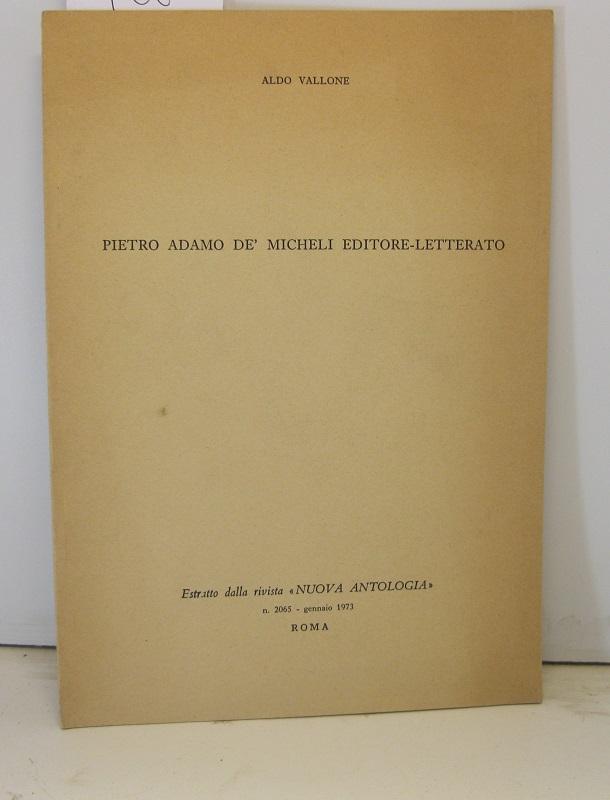 ALDO VALLONE
PIETRO ADAMO DE' MICHELI EDITORE-LETTERATO
Estratto dalla rivista «NUOVA ANTOLOGIA»
n. 2065 - gennaio 1973
ROMA